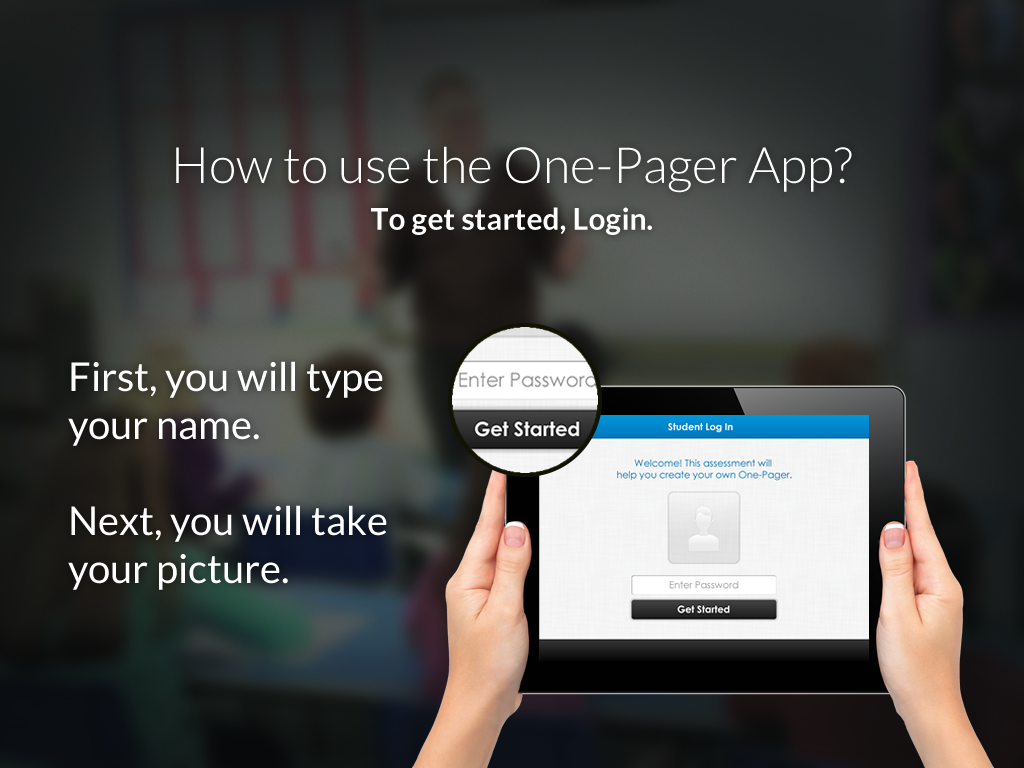 How to use the One-Pager App?
To get started, Login.
First, you will type
your name.
Next, you will take
your picture.
Enter Password
Get Started
Student Log In
Welcome! This assessment will
help you create your own One-Pager.
Enter Password
Get Started